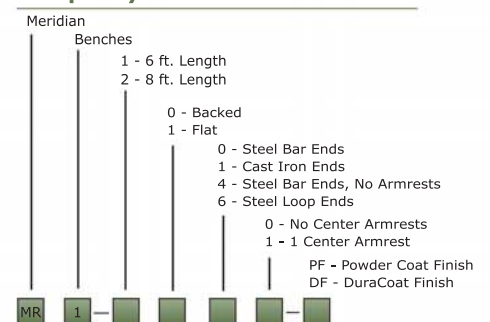 Meridian
Benches
1 - 6 ft. Length
2 - 8 ft. Length
0 - Backed
1 - Flat
0 - Steel Bar Ends
1 - Cast Iron Ends
4 - Steel Bar Ends, No Armrests
6 - Steel Loop Ends
0 - No Center Armrests
1 - 1 Center Armrest
PF - Powder Coat Finish
DF - DuraCoat Finish
MR 1 - -